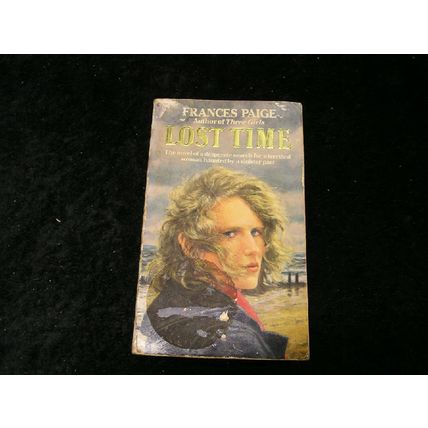 FRANCES PAIGE
Author of Three Girls
LOST TIME
The novel of a desperate search for a terrified
woman haunted by a sinister past